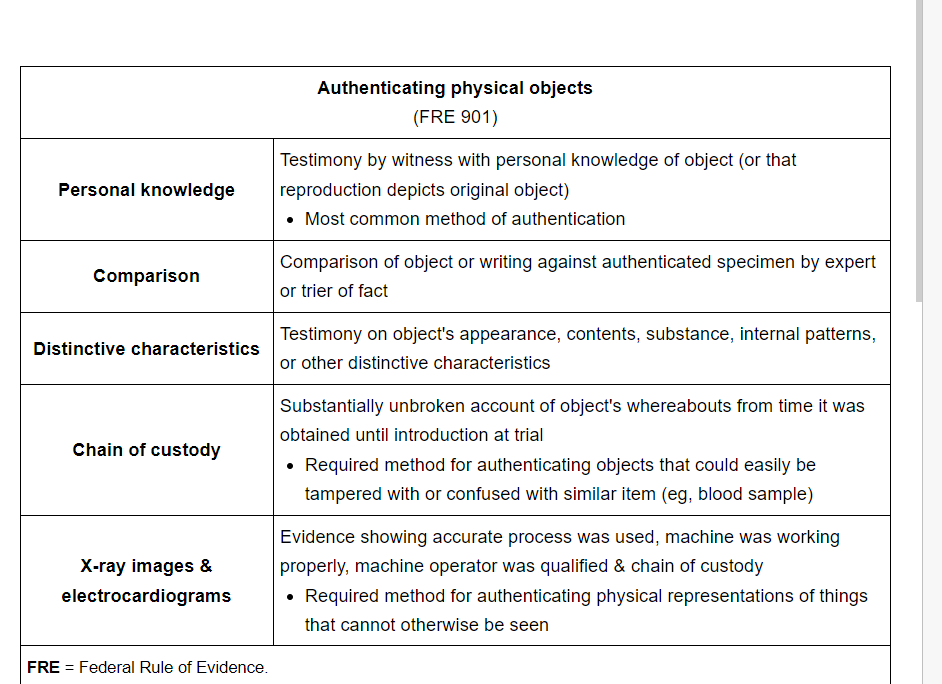 Authenticating physical objects
(FRE 901)
Personal knowledge
Testimony by witness with personal knowledge of object (or that
reproduction depicts original object)
• Most common method of authentication
Comparison
Comparison of object or writing against authenticated specimen by expert
or trier of fact
Distinctive characteristics
Testimony on object's appearance, contents, substance, internal patterns,
or other distinctive characteristics
Chain of custody
Substantially unbroken account of object's whereabouts from time it was
obtained until introduction at trial
• Required method for authenticating objects that could easily be
tampered with or confused with similar item (eg, blood sample)
X-ray images &
electrocardiograms
Evidence showing accurate process was used, machine was working
properly, machine operator was qualified & chain of custody
• Required method for authenticating physical representations of things
that cannot otherwise be seen
FRE = Federal Rule of Evidence.